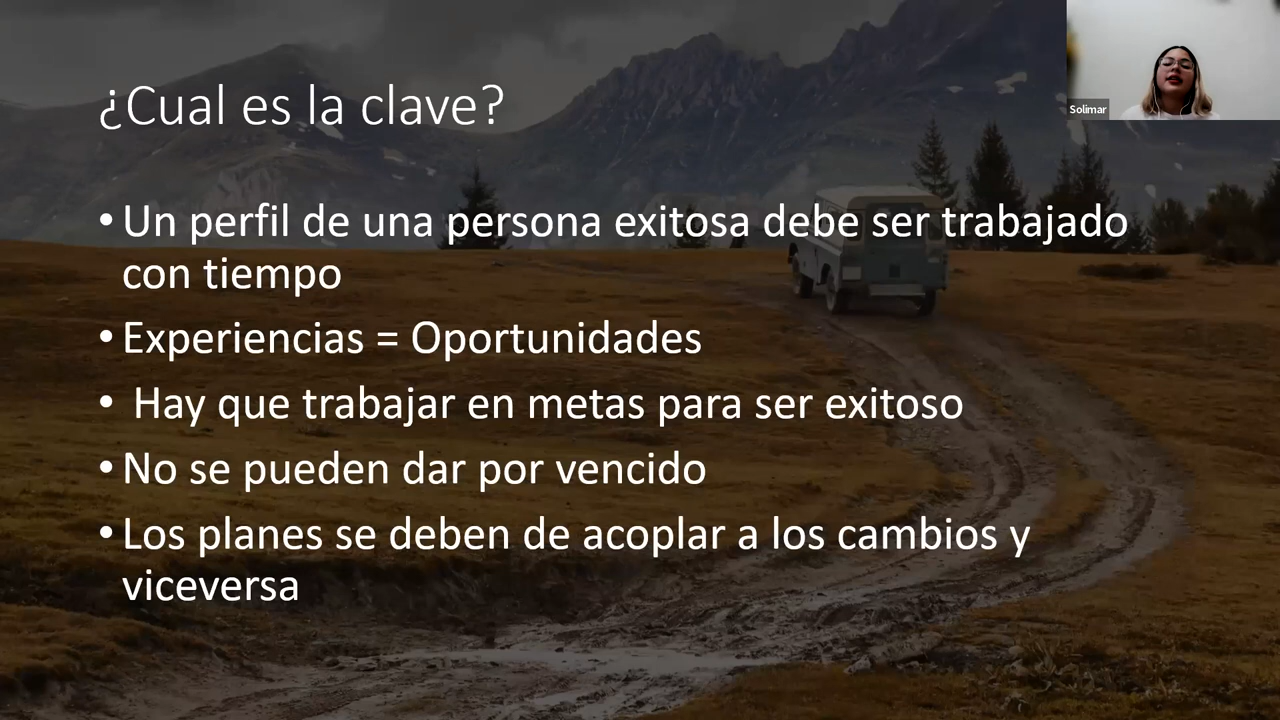 ¿Cual es la clave?
Solimar
• Un perfil de una persona exitosa debe ser trabajado
con tiempo
• Experiencias = Oportunidades
• Hay que trabajar en metas para ser exitoso
• No se pueden dar por vencido
• Los planes se deben de acoplar a los cambios y
viceversa